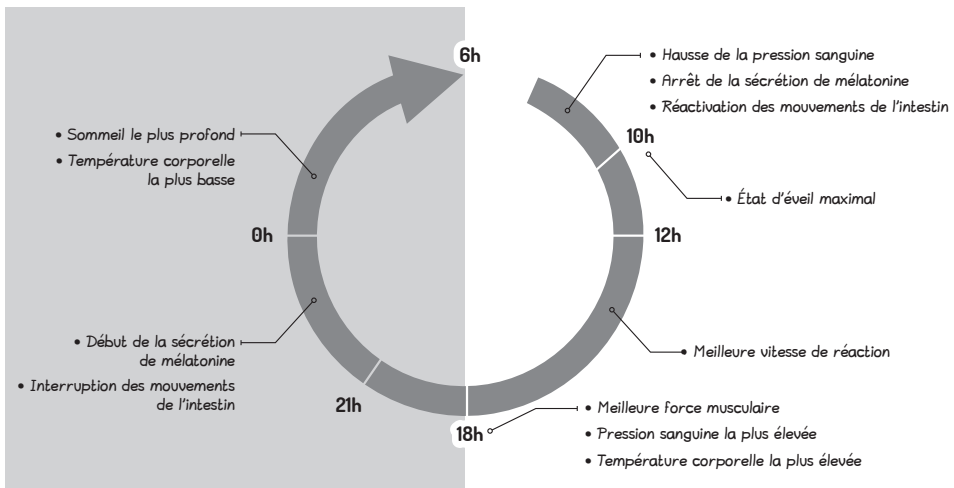 6h
• Hausse de la pression sanguine
• Arrêt de la sécrétion de mélatonine
• Réactivation des mouvements de l'intestin
10h
• État d'éveil maximal
12h
• Meilleure vitesse de réaction
18h
• Meilleure force musculaire
• Pression sanguine la plus élevée
• Température corporelle la plus élevée
21h
• Début de la sécrétion
de mélatonine
• Interruption des mouvements
de l'intestin
0h
• Sommeil le plus profond
• Température corporelle
la plus basse